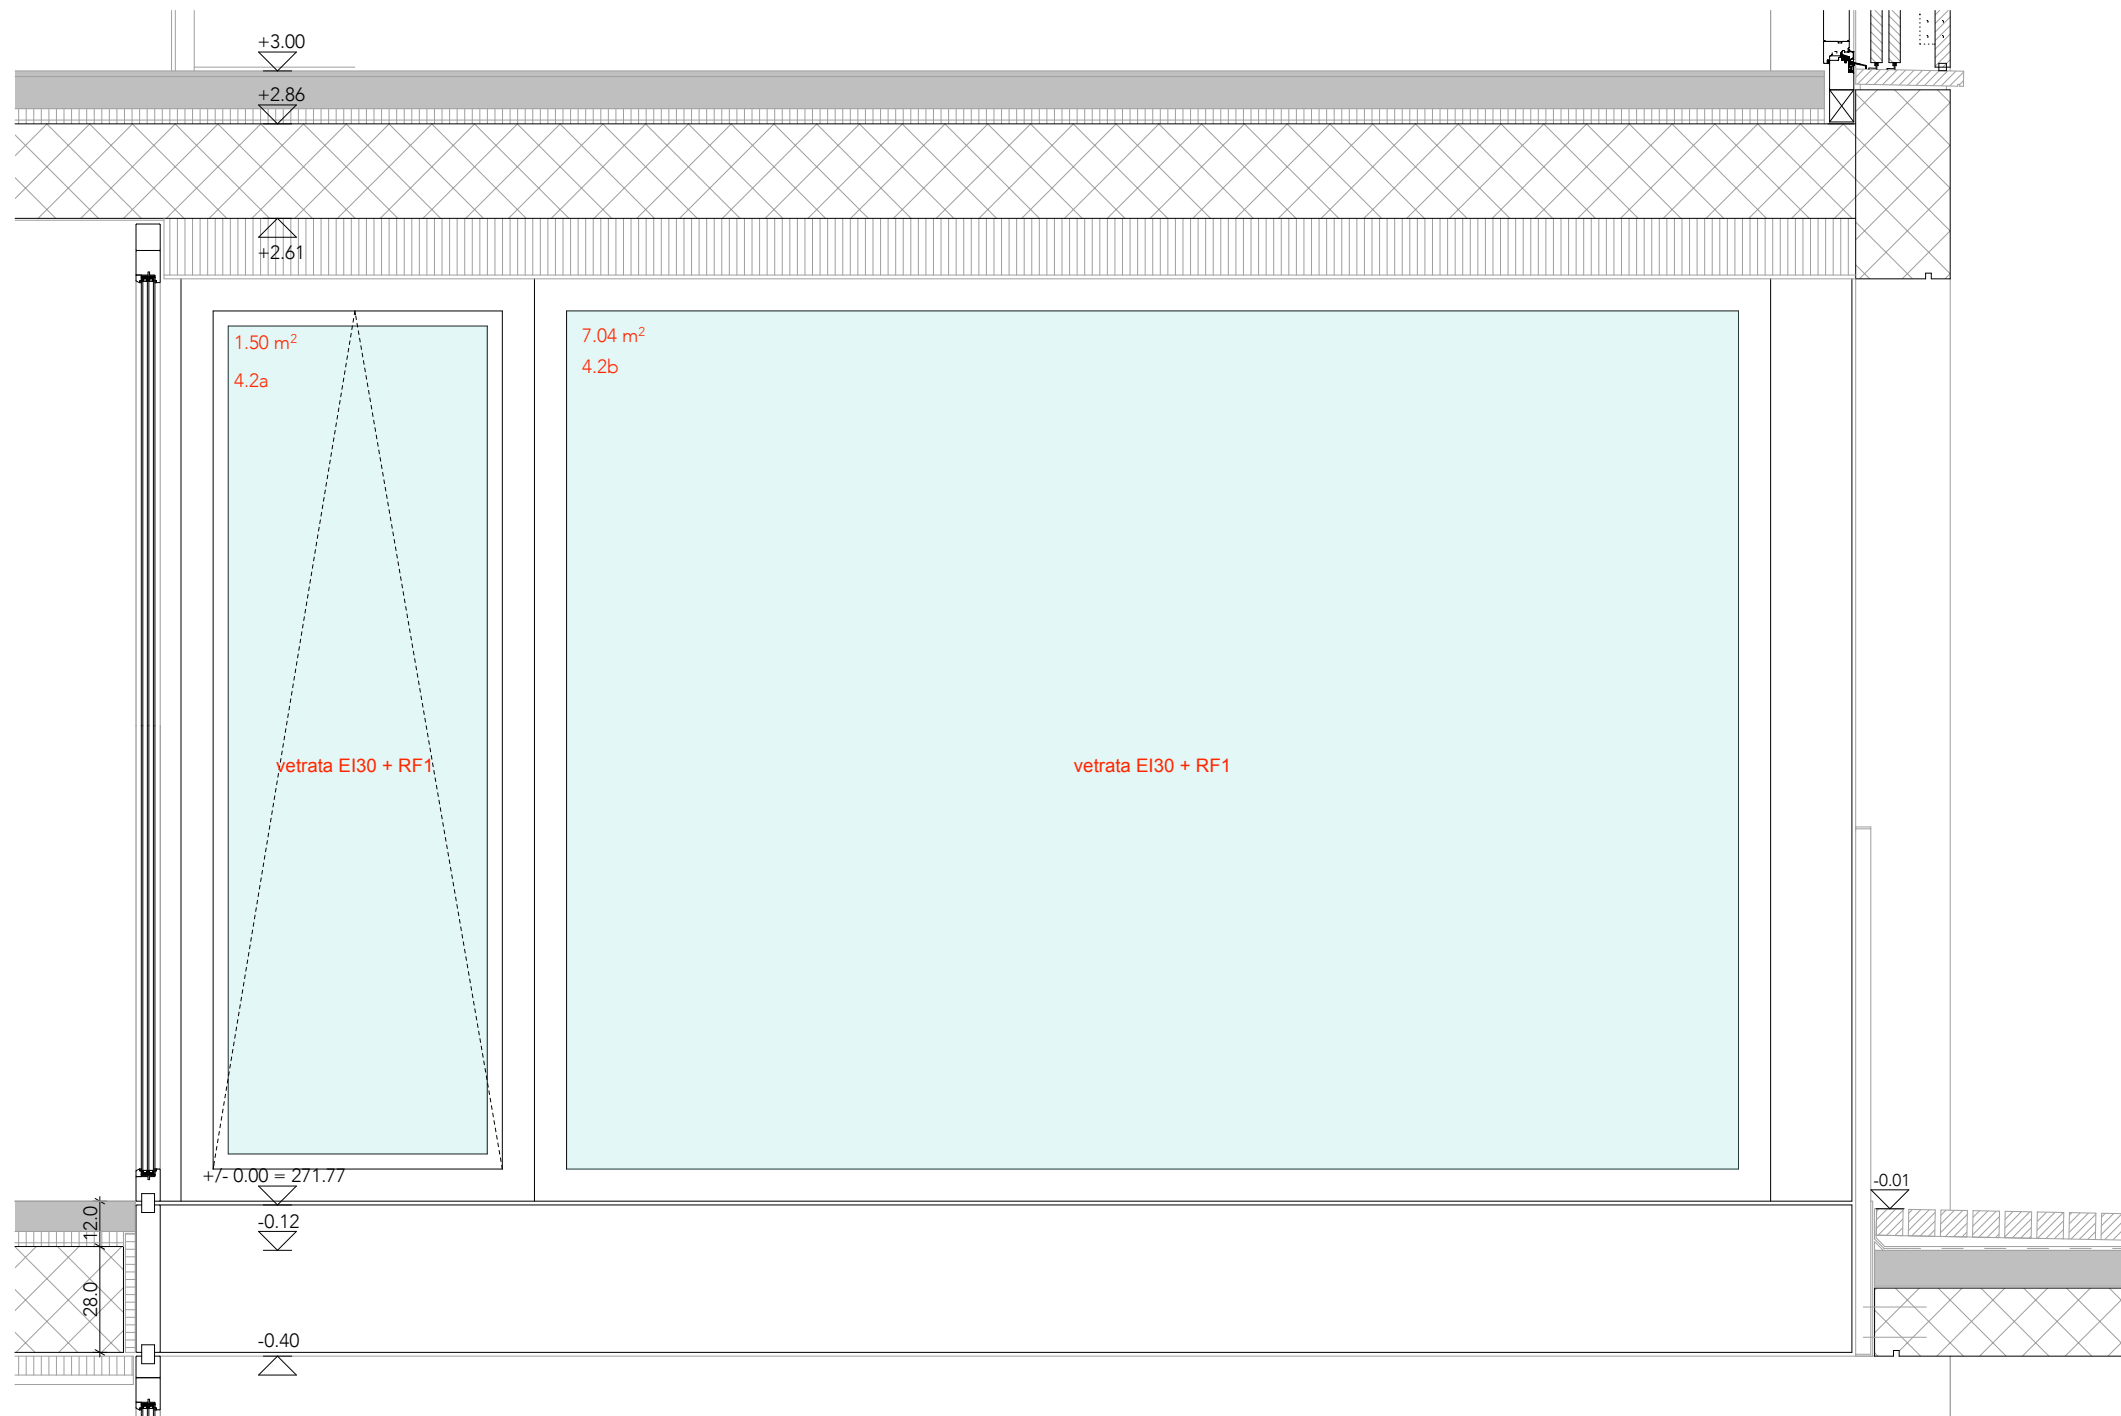 +3.00
+2.86
+2.61
1.50 m²
4.2a
7.04 m²
4.2b
vetrata EI30 + RF1
vetrata EI30 + RF1
+/- 0.00 = 271.77
-0.01
12.0
-0.12
28.0
-0.40